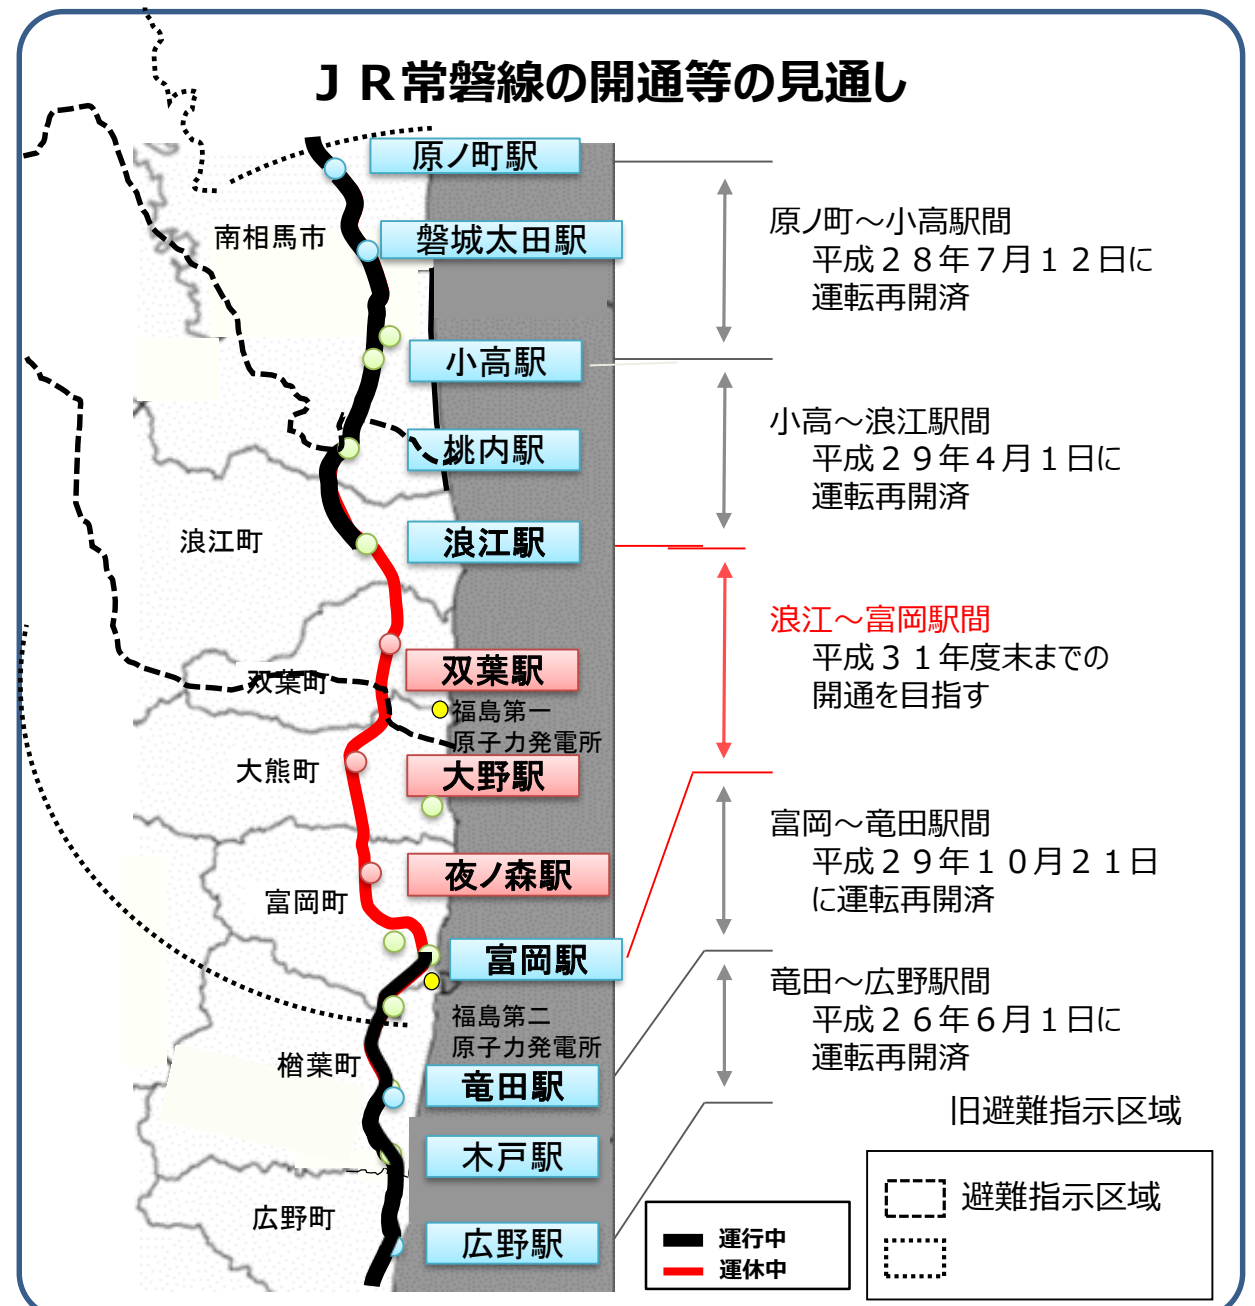 ＪＲ常磐線の開通等の見通し
原ノ町駅
南相馬市
磐城太田駅
原ノ町～小高駅間
平成２８年７月１２日に
運転再開済
小高駅
小高～浪江駅間
平成２９年４月１日に
運転再開済
桃内駅
浪江町
浪江駅
浪江～富岡駅間
平成３１年度末までの
開通を目指す
双葉町
双葉駅
福島第一
原子力発電所
大熊町
大野駅
富岡～竜田駅間
平成２９年１０月２１日
に運転再開済
夜ノ森駅
富岡町
富岡駅
竜田～広野駅間
平成２６年６月１日に
運転再開済
福島第二
原子力発電所
楢葉町
竜田駅
木戸駅
広野町
広野駅
旧避難指示区域
避難指示区域
運行中
運休中